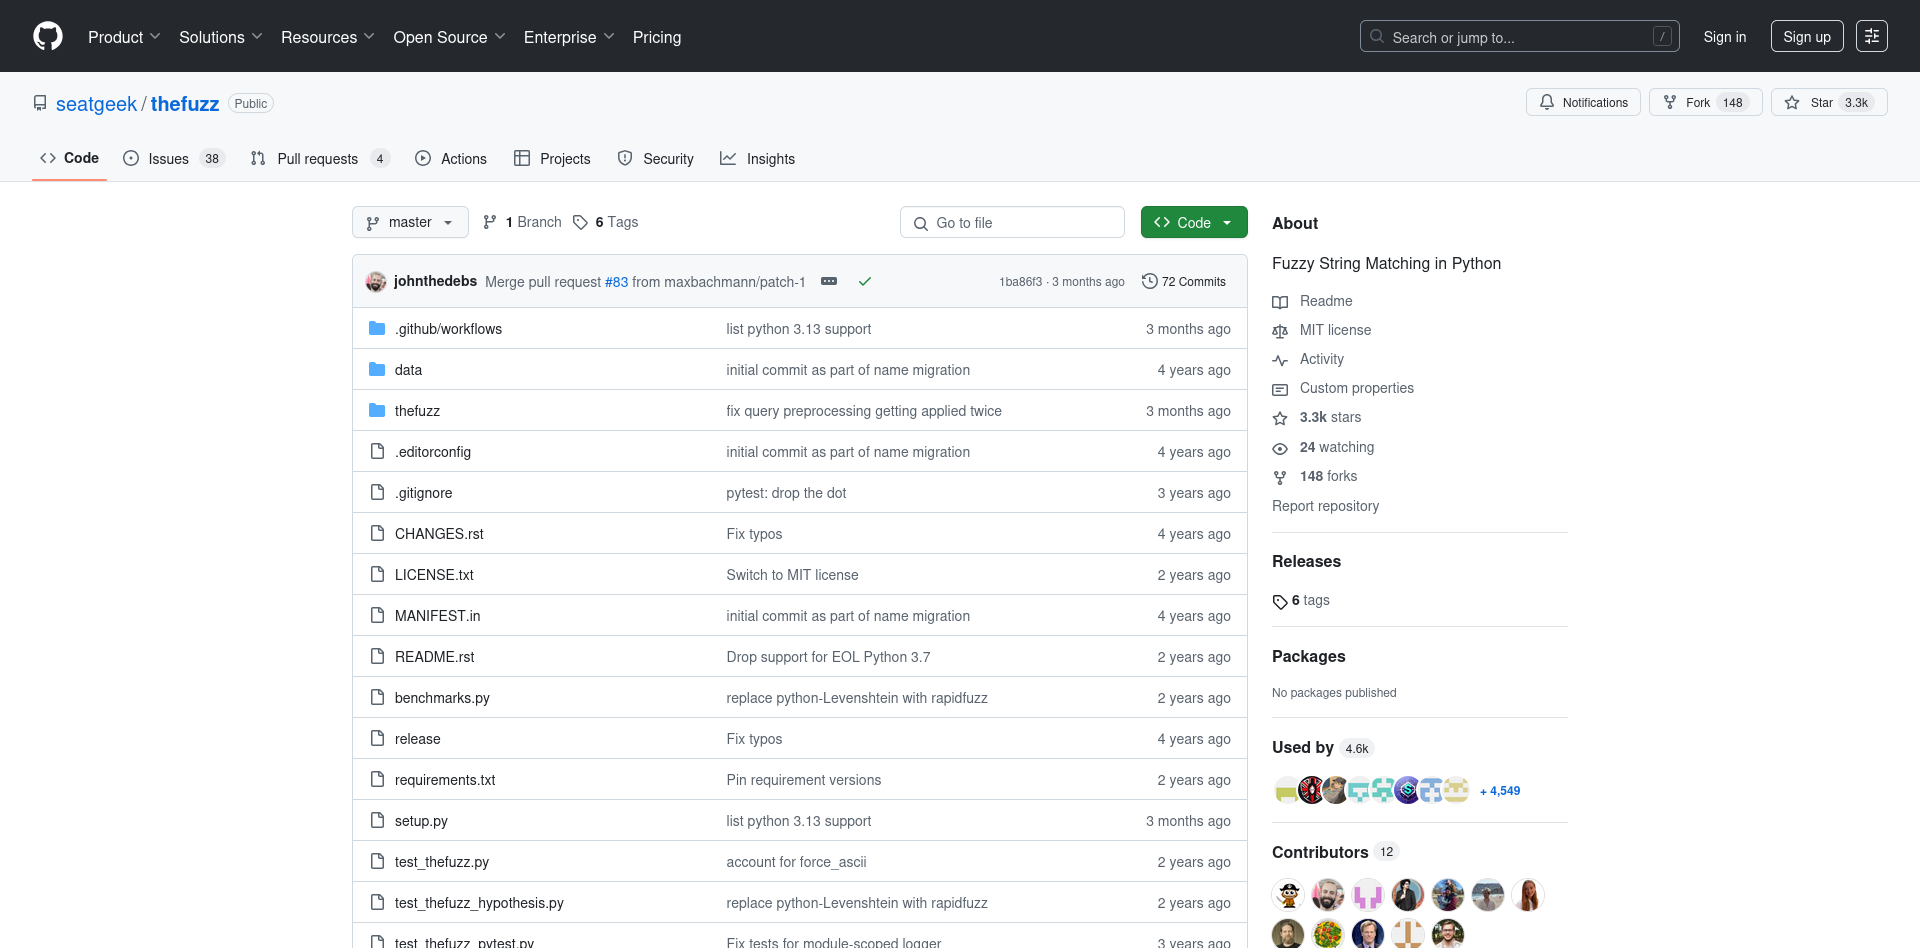 Product Solutions Resources Open Source Enterprise Pricing Search or jump to... / Sign in Sign up
seatgeek / thefuzz Public Notifications Fork 148 Star 3.3k
Code Issues 38 Pull requests 4 Actions Projects Security Insights
master 1 Branch 6 Tags Go to file Code
johnthedebs Merge pull request #83 from maxbachmann/patch-1 1ba86f3 · 3 months ago 72 Commits
.github/workflows list python 3.13 support 3 months ago
data initial commit as part of name migration 4 years ago
thefuzz fix query preprocessing getting applied twice 3 months ago
.editorconfig initial commit as part of name migration 4 years ago
.gitignore pytest: drop the dot 3 years ago
CHANGES.rst Fix typos 4 years ago
LICENSE.txt Switch to MIT license 2 years ago
MANIFEST.in initial commit as part of name migration 4 years ago
README.rst Drop support for EOL Python 3.7 2 years ago
benchmarks.py replace python-Levenshtein with rapidfuzz 2 years ago
release Fix typos 4 years ago
requirements.txt Pin requirement versions 2 years ago
setup.py list python 3.13 support 3 months ago
test_thefuzz.py account for force_ascii 2 years ago
test_thefuzz_hypothesis.py replace python-Levenshtein with rapidfuzz 2 years ago
test_thefuzz_pytest.py Fix tests for module-scoped logger 3 years ago
About
Fuzzy String Matching in Python
Readme
MIT license
Activity
Custom properties
3.3k stars
24 watching
148 forks
Report repository
Releases
6 tags
Packages
No packages published
Used by 4.6k
+ 4,549
Contributors 12